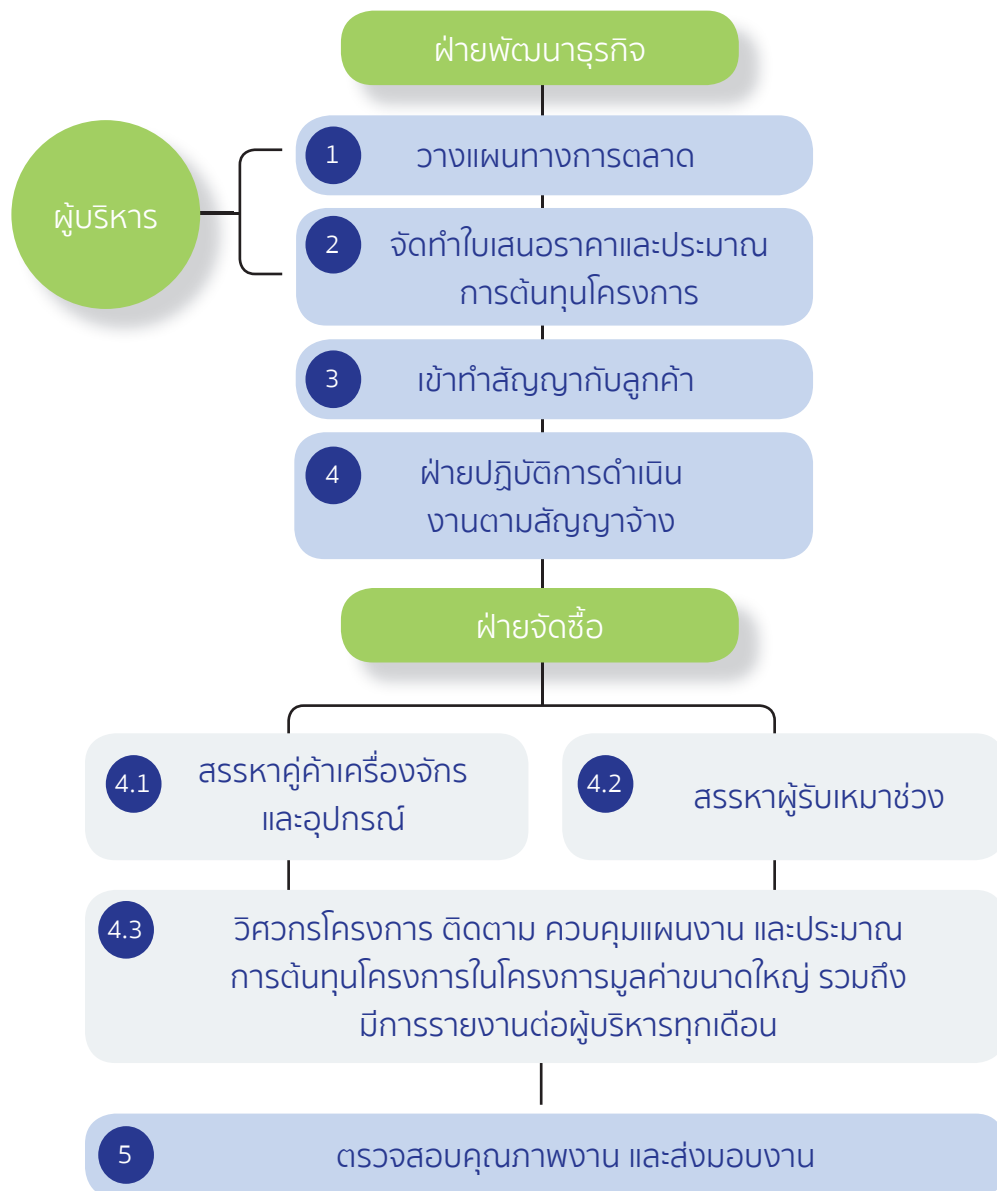 ฝ่ายพัฒนาธุรกิจ
ผู้บริหาร
1
วางแผนทางการตลาด
2
จัดทำใบเสนอราคาและประมาณ
การต้นทุนโครงการ
3
เข้าทำสัญญากับลูกค้า
4
ฝ่ายปฏิบัติการดำเนิน
งานตามสัญญาจ้าง
ฝ่ายจัดซื้อ
4.1
สรรหาคู่ค้าเครื่องจักร
และอุปกรณ์
4.2
สรรหาผู้รับเหมาช่วง
4.3
วิศวกรโครงการ ติดตาม ควบคุมแผนงาน และประมาณ
การต้นทุนโครงการในโครงการมูลค่าขนาดใหญ่ รวมถึง
มีการรายงานต่อผู้บริหารทุกเดือน
5
ตรวจสอบคุณภาพงาน และส่งมอบงาน